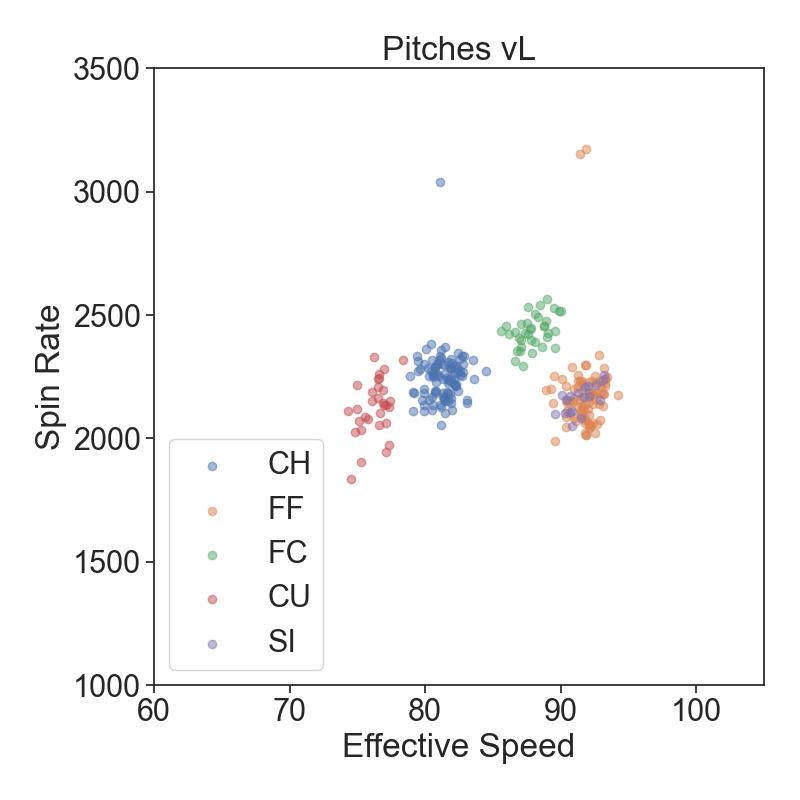 Pitches vL
3500
3000
2500
2000
1500
1000
Spin Rate
CH
FF
FC
CU
SI
60 70 80 90 100
Effective Speed